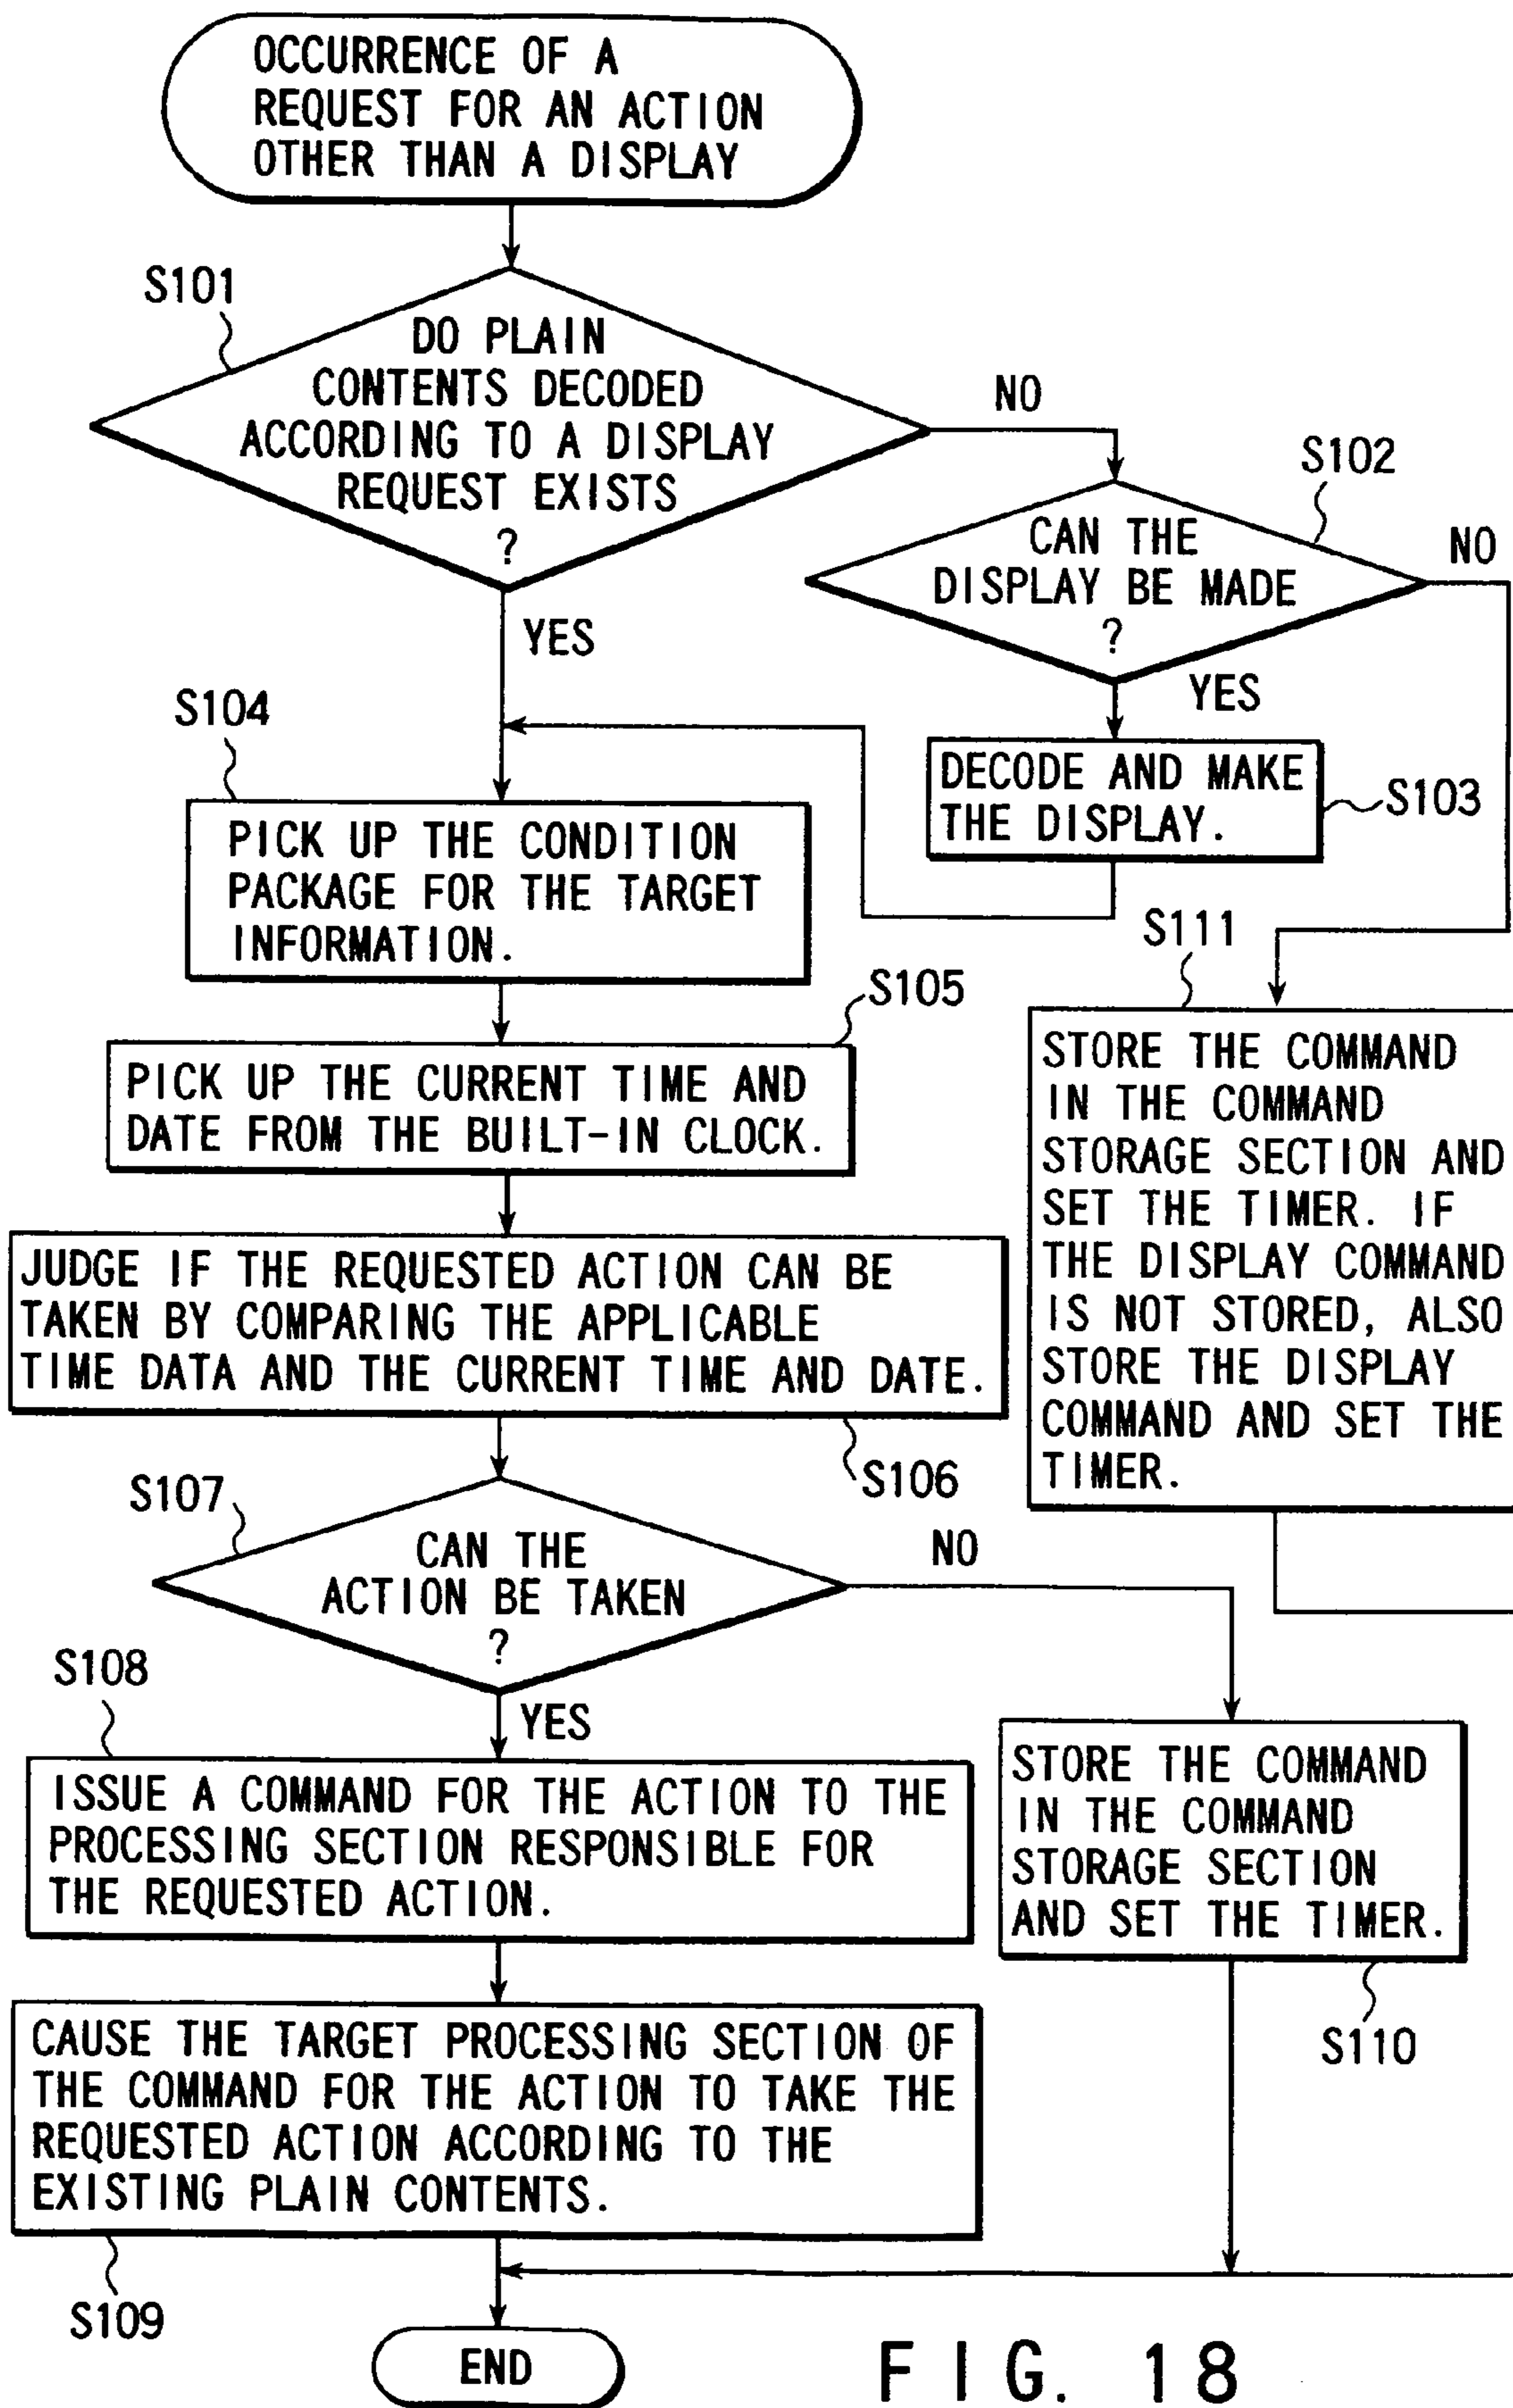 OCCURRENCE OF A
REQUEST FOR AN ACTION
OTHER THAN A DISPLAY
S101
DO PLAIN
CONTENTS DECODED
ACCORDING TO A DISPLAY
REQUEST EXISTS
?
NO
YES
S102
CAN THE
DISPLAY BE MADE
?
NO
YES
DECODE AND MAKE
THE DISPLAY.
S103
S104
PICK UP THE CONDITION
PACKAGE FOR THE TARGET
INFORMATION.
S105
PICK UP THE CURRENT TIME AND
DATE FROM THE BUILT-IN CLOCK.
S111
STORE THE COMMAND
IN THE COMMAND
STORAGE SECTION AND
SET THE TIMER. IF
THE DISPLAY COMMAND
IS NOT STORED, ALSO
STORE THE DISPLAY
COMMAND AND SET THE
TIMER.
JUDGE IF THE REQUESTED ACTION CAN BE
TAKEN BY COMPARING THE APPLICABLE
TIME DATA AND THE CURRENT TIME AND DATE.
S106
S107
CAN THE
ACTION BE TAKEN
?
NO
YES
S108
ISSUE A COMMAND FOR THE ACTION TO THE
PROCESSING SECTION RESPONSIBLE FOR
THE REQUESTED ACTION.
STORE THE COMMAND
IN THE COMMAND
STORAGE SECTION
AND SET THE TIMER.
S110
CAUSE THE TARGET PROCESSING SECTION OF
THE COMMAND FOR THE ACTION TO TAKE THE
REQUESTED ACTION ACCORDING TO THE
EXISTING PLAIN CONTENTS.
S109
END
FIG. 18